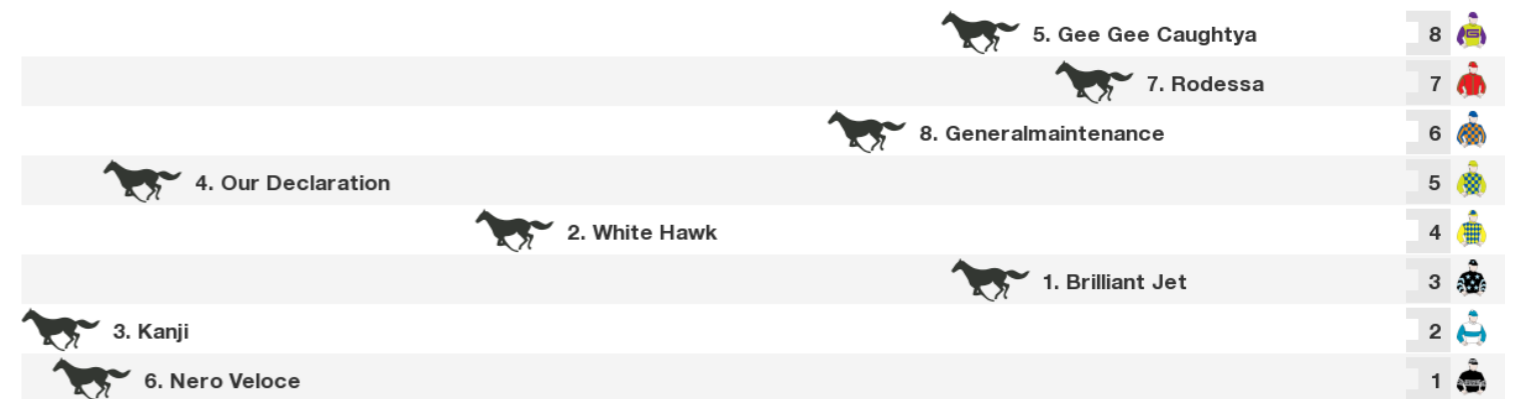 5. Gee Gee Caughtya 8
7. Rodessa 7
8. Generalmaintenance 6
4. Our Declaration 5
2. White Hawk 4
1. Brilliant Jet 3
3. Kanji 2
6. Nero Veloce 1